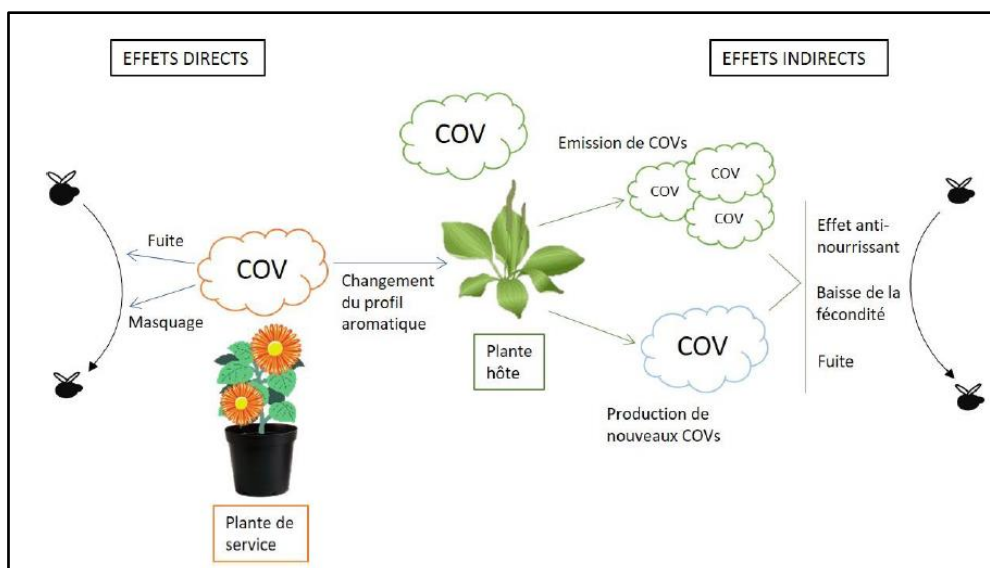 EFFETS DIRECTS
EFFETS INDIRECTS
COV
Emission de COVs
COV
COV
COV
Fuite
COV
Masquage
Changement
du profil
aromatique
Plante
hôte
COV
Production de
nouveaux COVs
Effet anti-
nourrissant
Baisse de la
fécondité
Fuite
Plante de
service